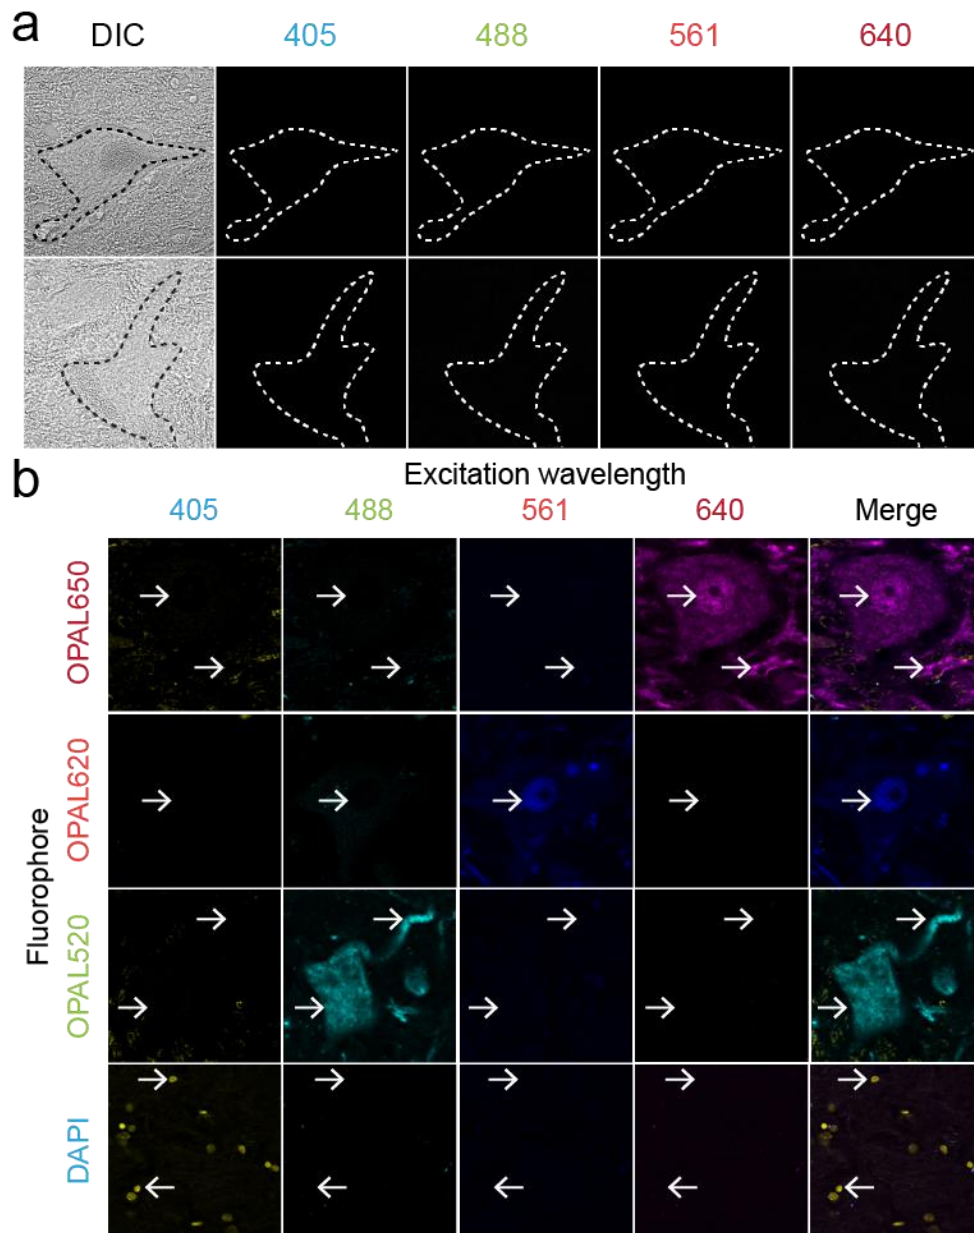 a
DIC 405 488 561 640
b
Excitation wavelength
405 488 561 640 Merge
Fluorophore
OPAL650
OPAL620
OPAL520
DAPI